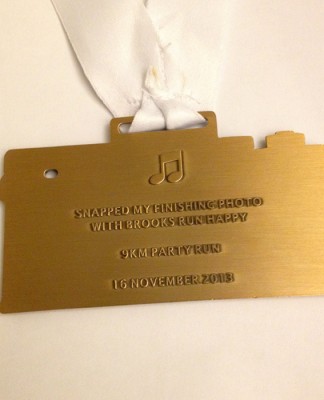 SNAPPED MY FINISHING PHOTO
WITH BROOKS RUN HAPPY
9KM PARTY RUN
16 NOVEMBER 2013